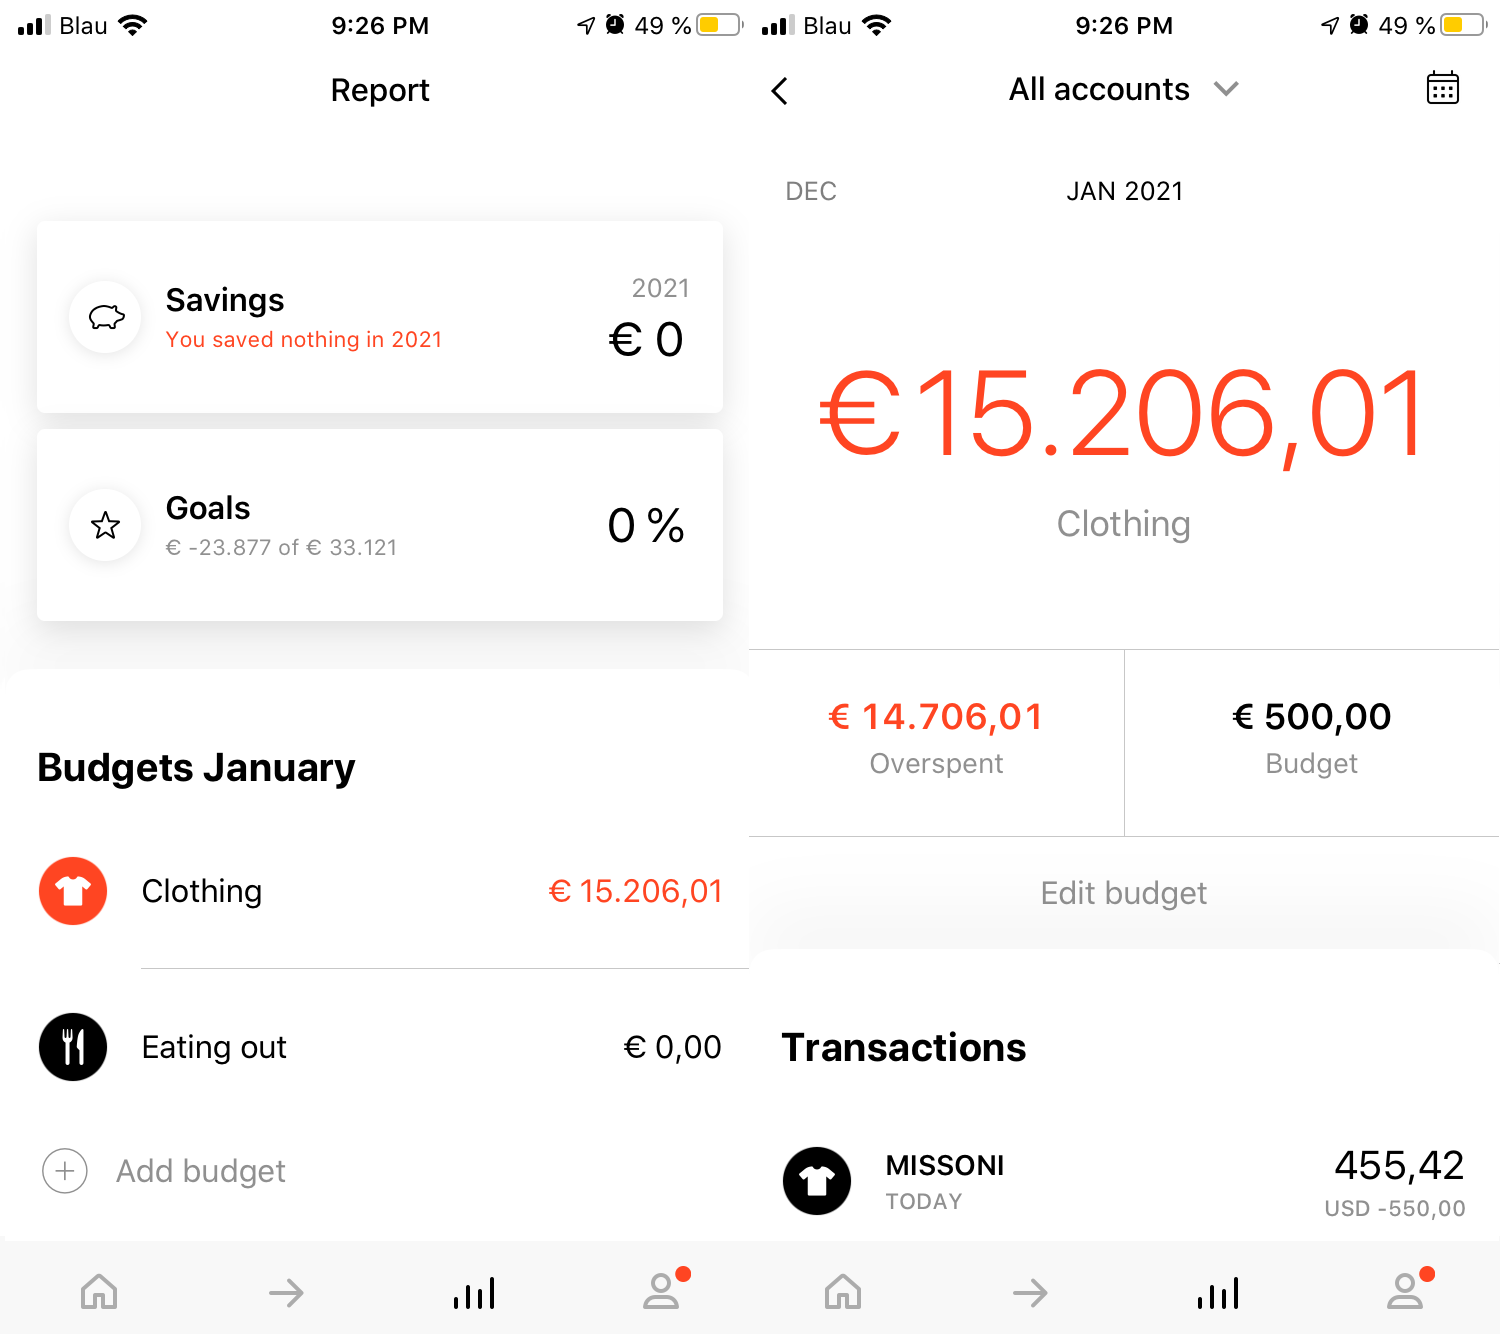 Blau 9:26 PM 49 %
Report
Savings
You saved nothing in 2021
2021
€ 0
Goals
€ -23.877 of € 33.121
0 %
Budgets January
Clothing € 15.206,01
Eating out € 0,00
Add budget
Blau 9:26 PM 49 %
All accounts
DEC JAN 2021
€15.206,01
Clothing
€ 14.706,01
Overspent
€ 500,00
Budget
Edit budget
Transactions
MISSONI
TODAY
455,42
USD -550,00